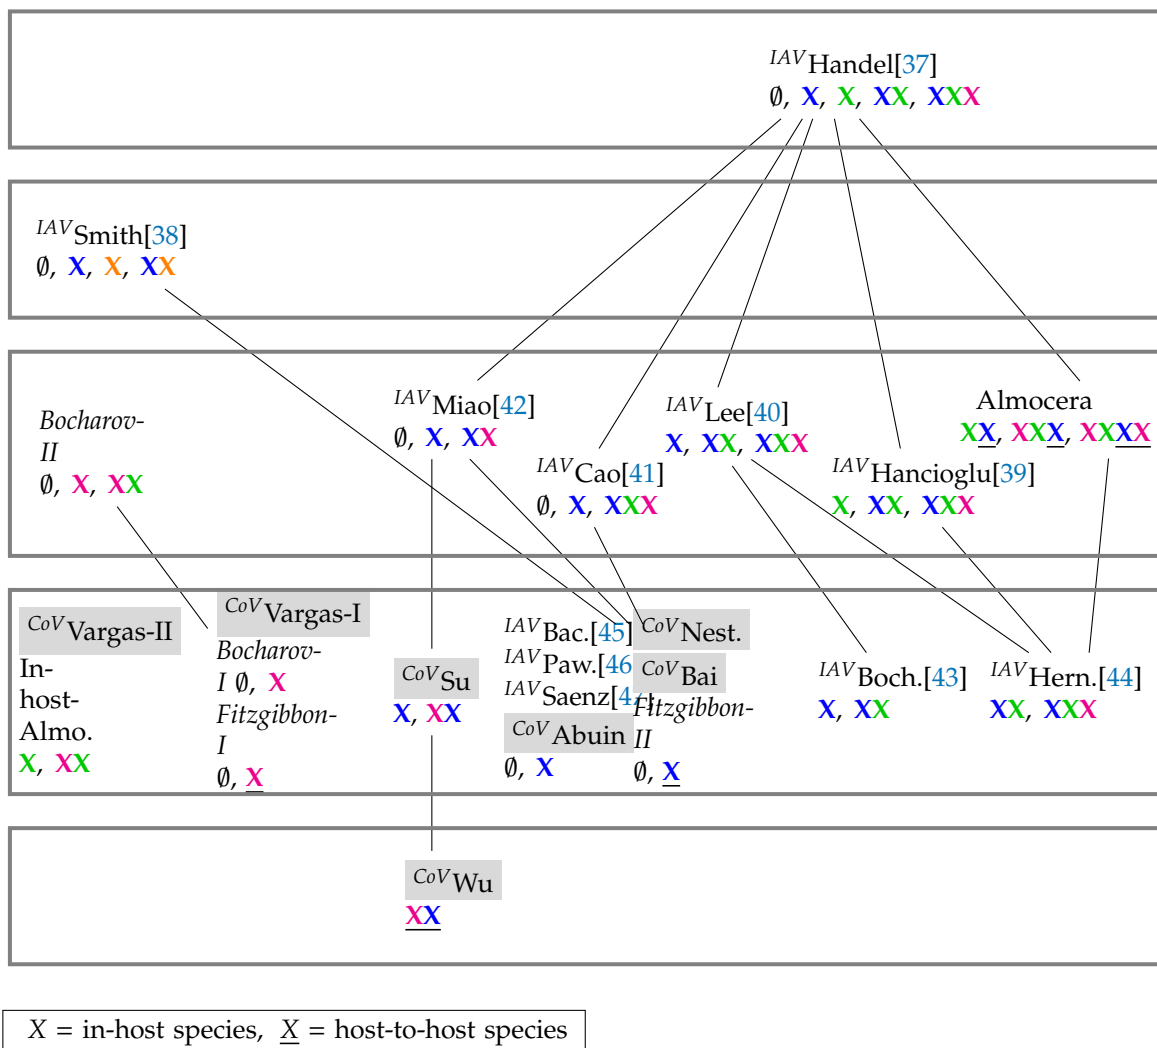 IAVHandel[37]
∅, X, X, XX, XXX
IAVSmith[38]
∅, X, X, XX
Bocharov-
II
∅, X, XX
IAVMiao[42]
∅, X, XX
IAVCao[41]
∅, X, XXX
IAVLee[40]
X, XX, XXX
IAVHancioglu[39]
X, XX, XXX
Almocera
XX, XXX, XXXX
CoVVargas-II
In-
host-
Almo.
X, XX
CoVVargas-I
Bocharov-
I ∅, X
Fitzgibbon-
I
∅, X
CoVSu
X, XX
IAVBac.[45]
IAVPaw.[46
IAVSaenz[47]
CoVAbuin
∅, X
CoVNest.
CoVBai
Fitzgibbon-
II
∅, X
IAVBoch.[43]
X, XX
IAVHern.[44]
XX, XXX
CoVWu
XX
X = in-host species, X = host-to-host species